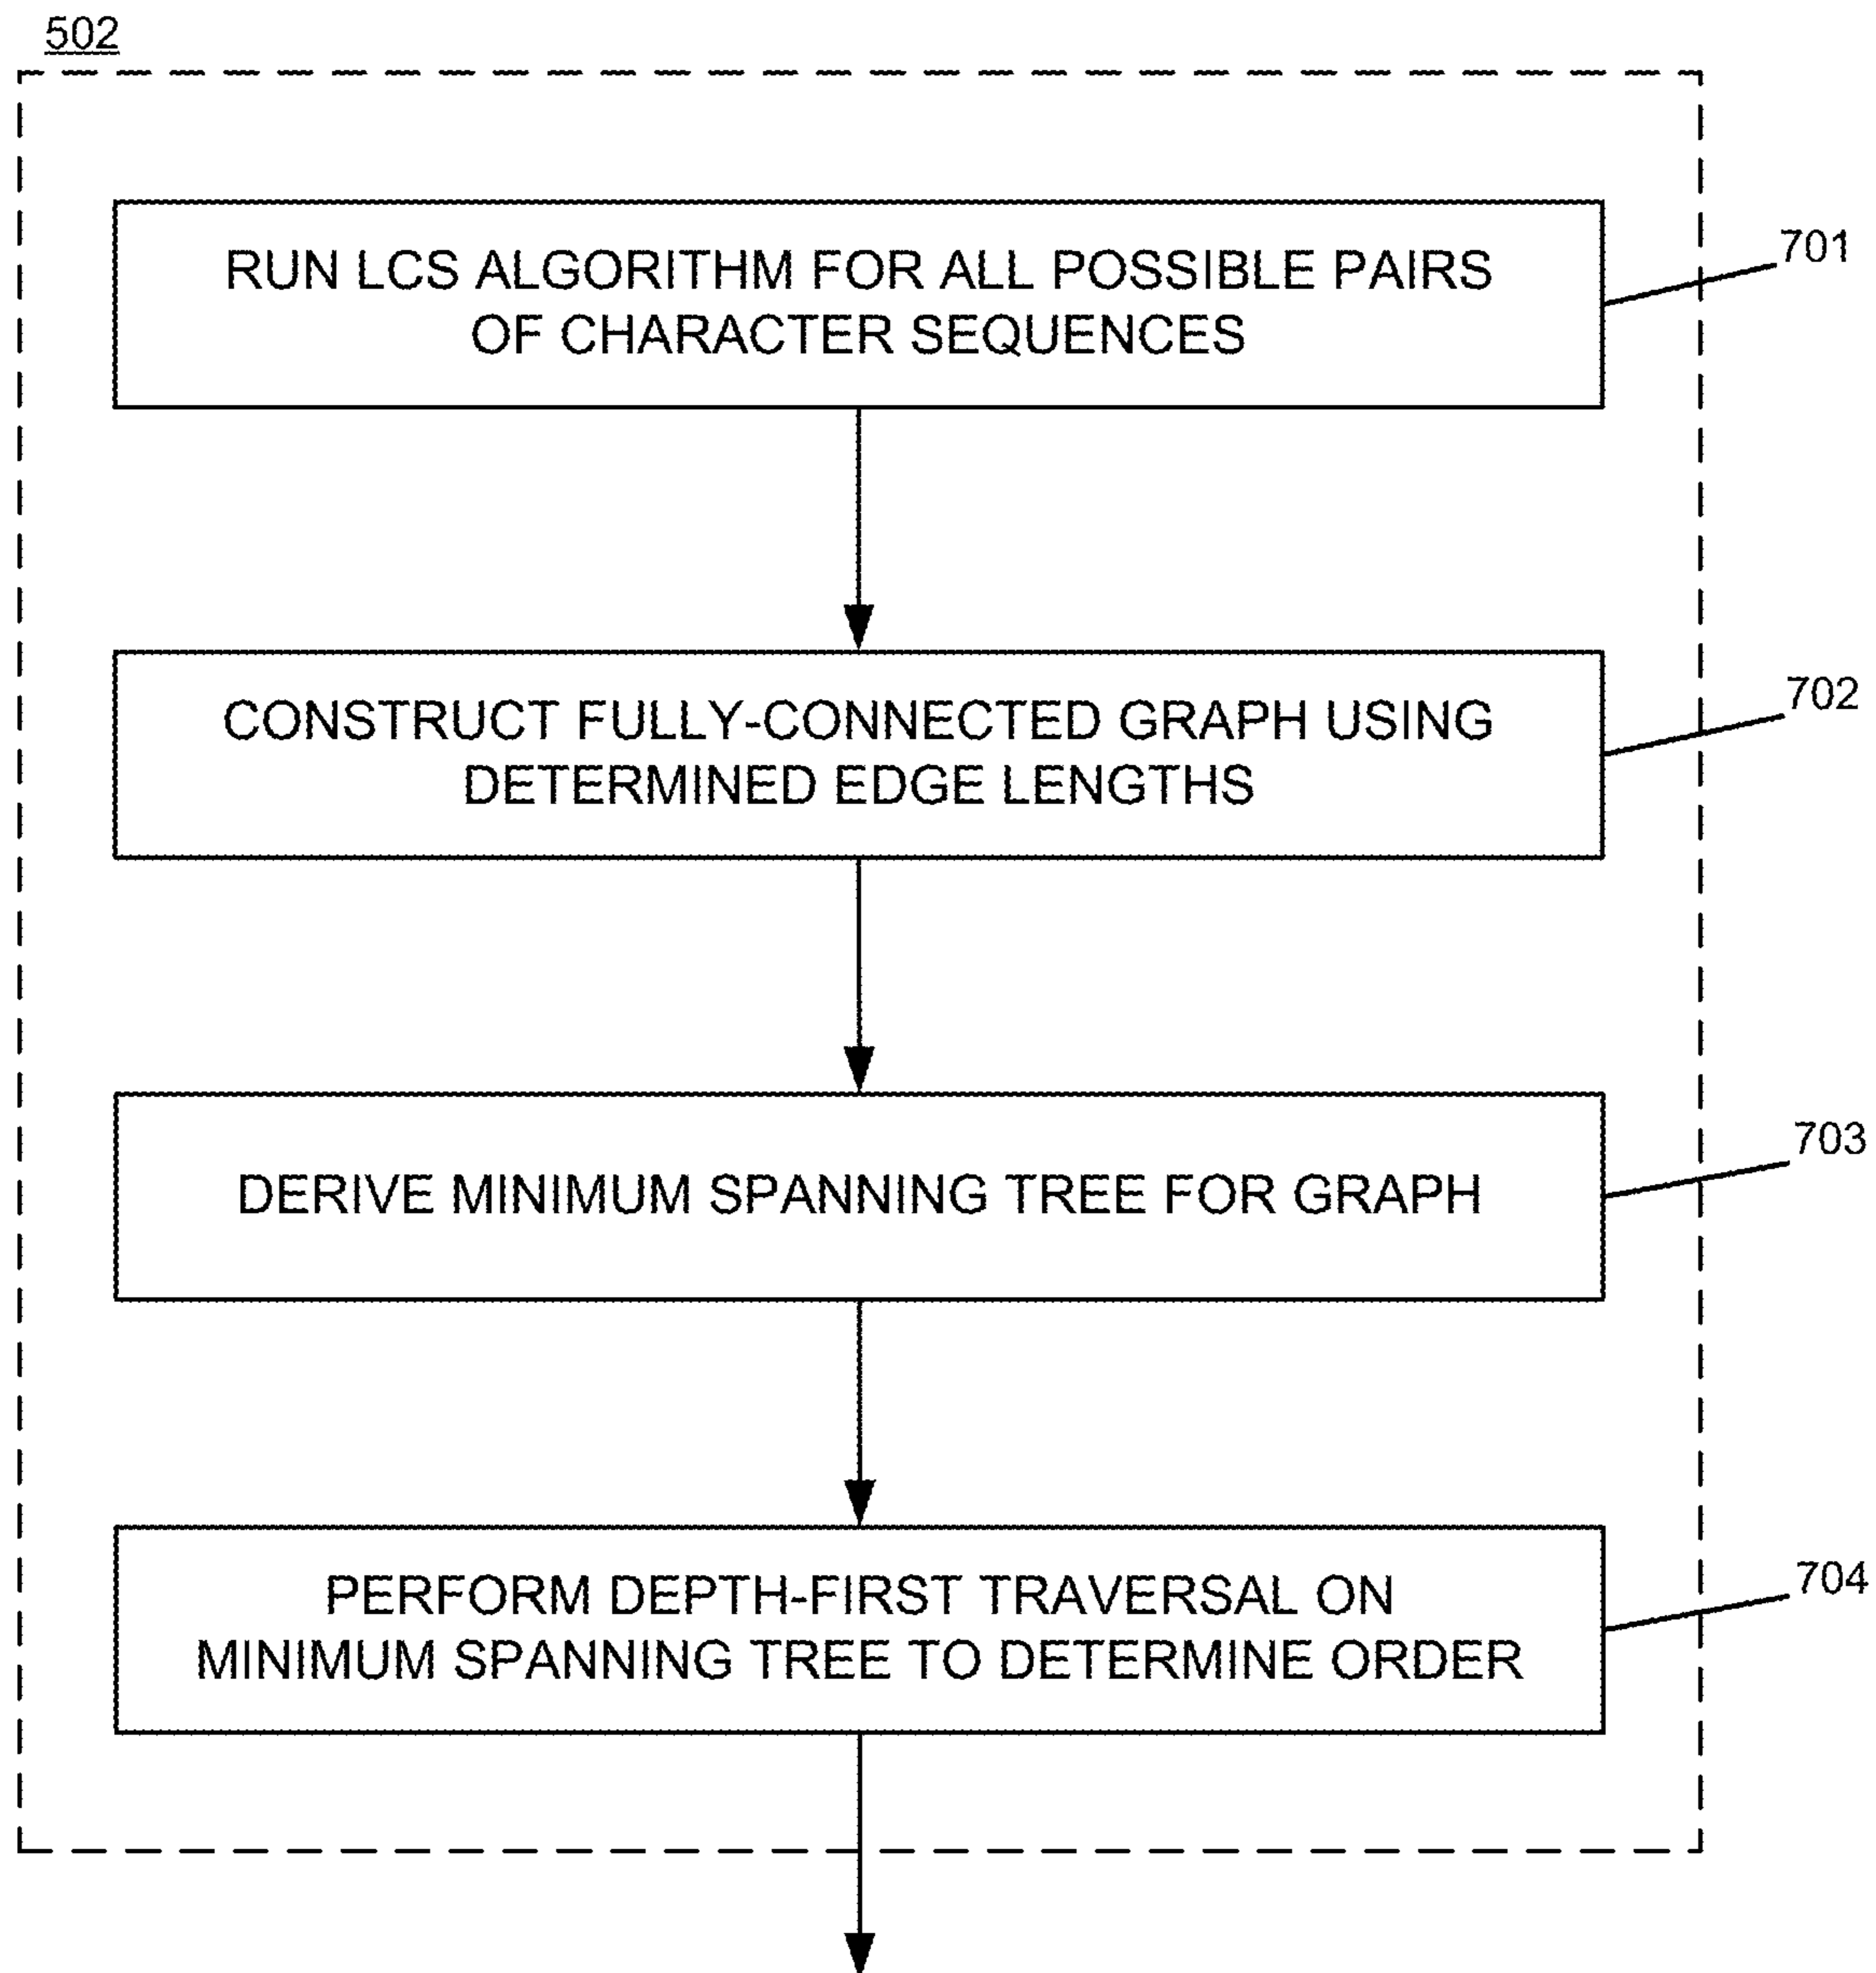 502
RUN LCS ALGORITHM FOR ALL POSSIBLE PAIRS
OF CHARACTER SEQUENCES
701
CONSTRUCT FULLY-CONNECTED GRAPH USING
DETERMINED EDGE LENGTHS
702
DERIVE MINIMUM SPANNING TREE FOR GRAPH
703
PERFORM DEPTH-FIRST TRAVERSAL ON
MINIMUM SPANNING TREE TO DETERMINE ORDER
704